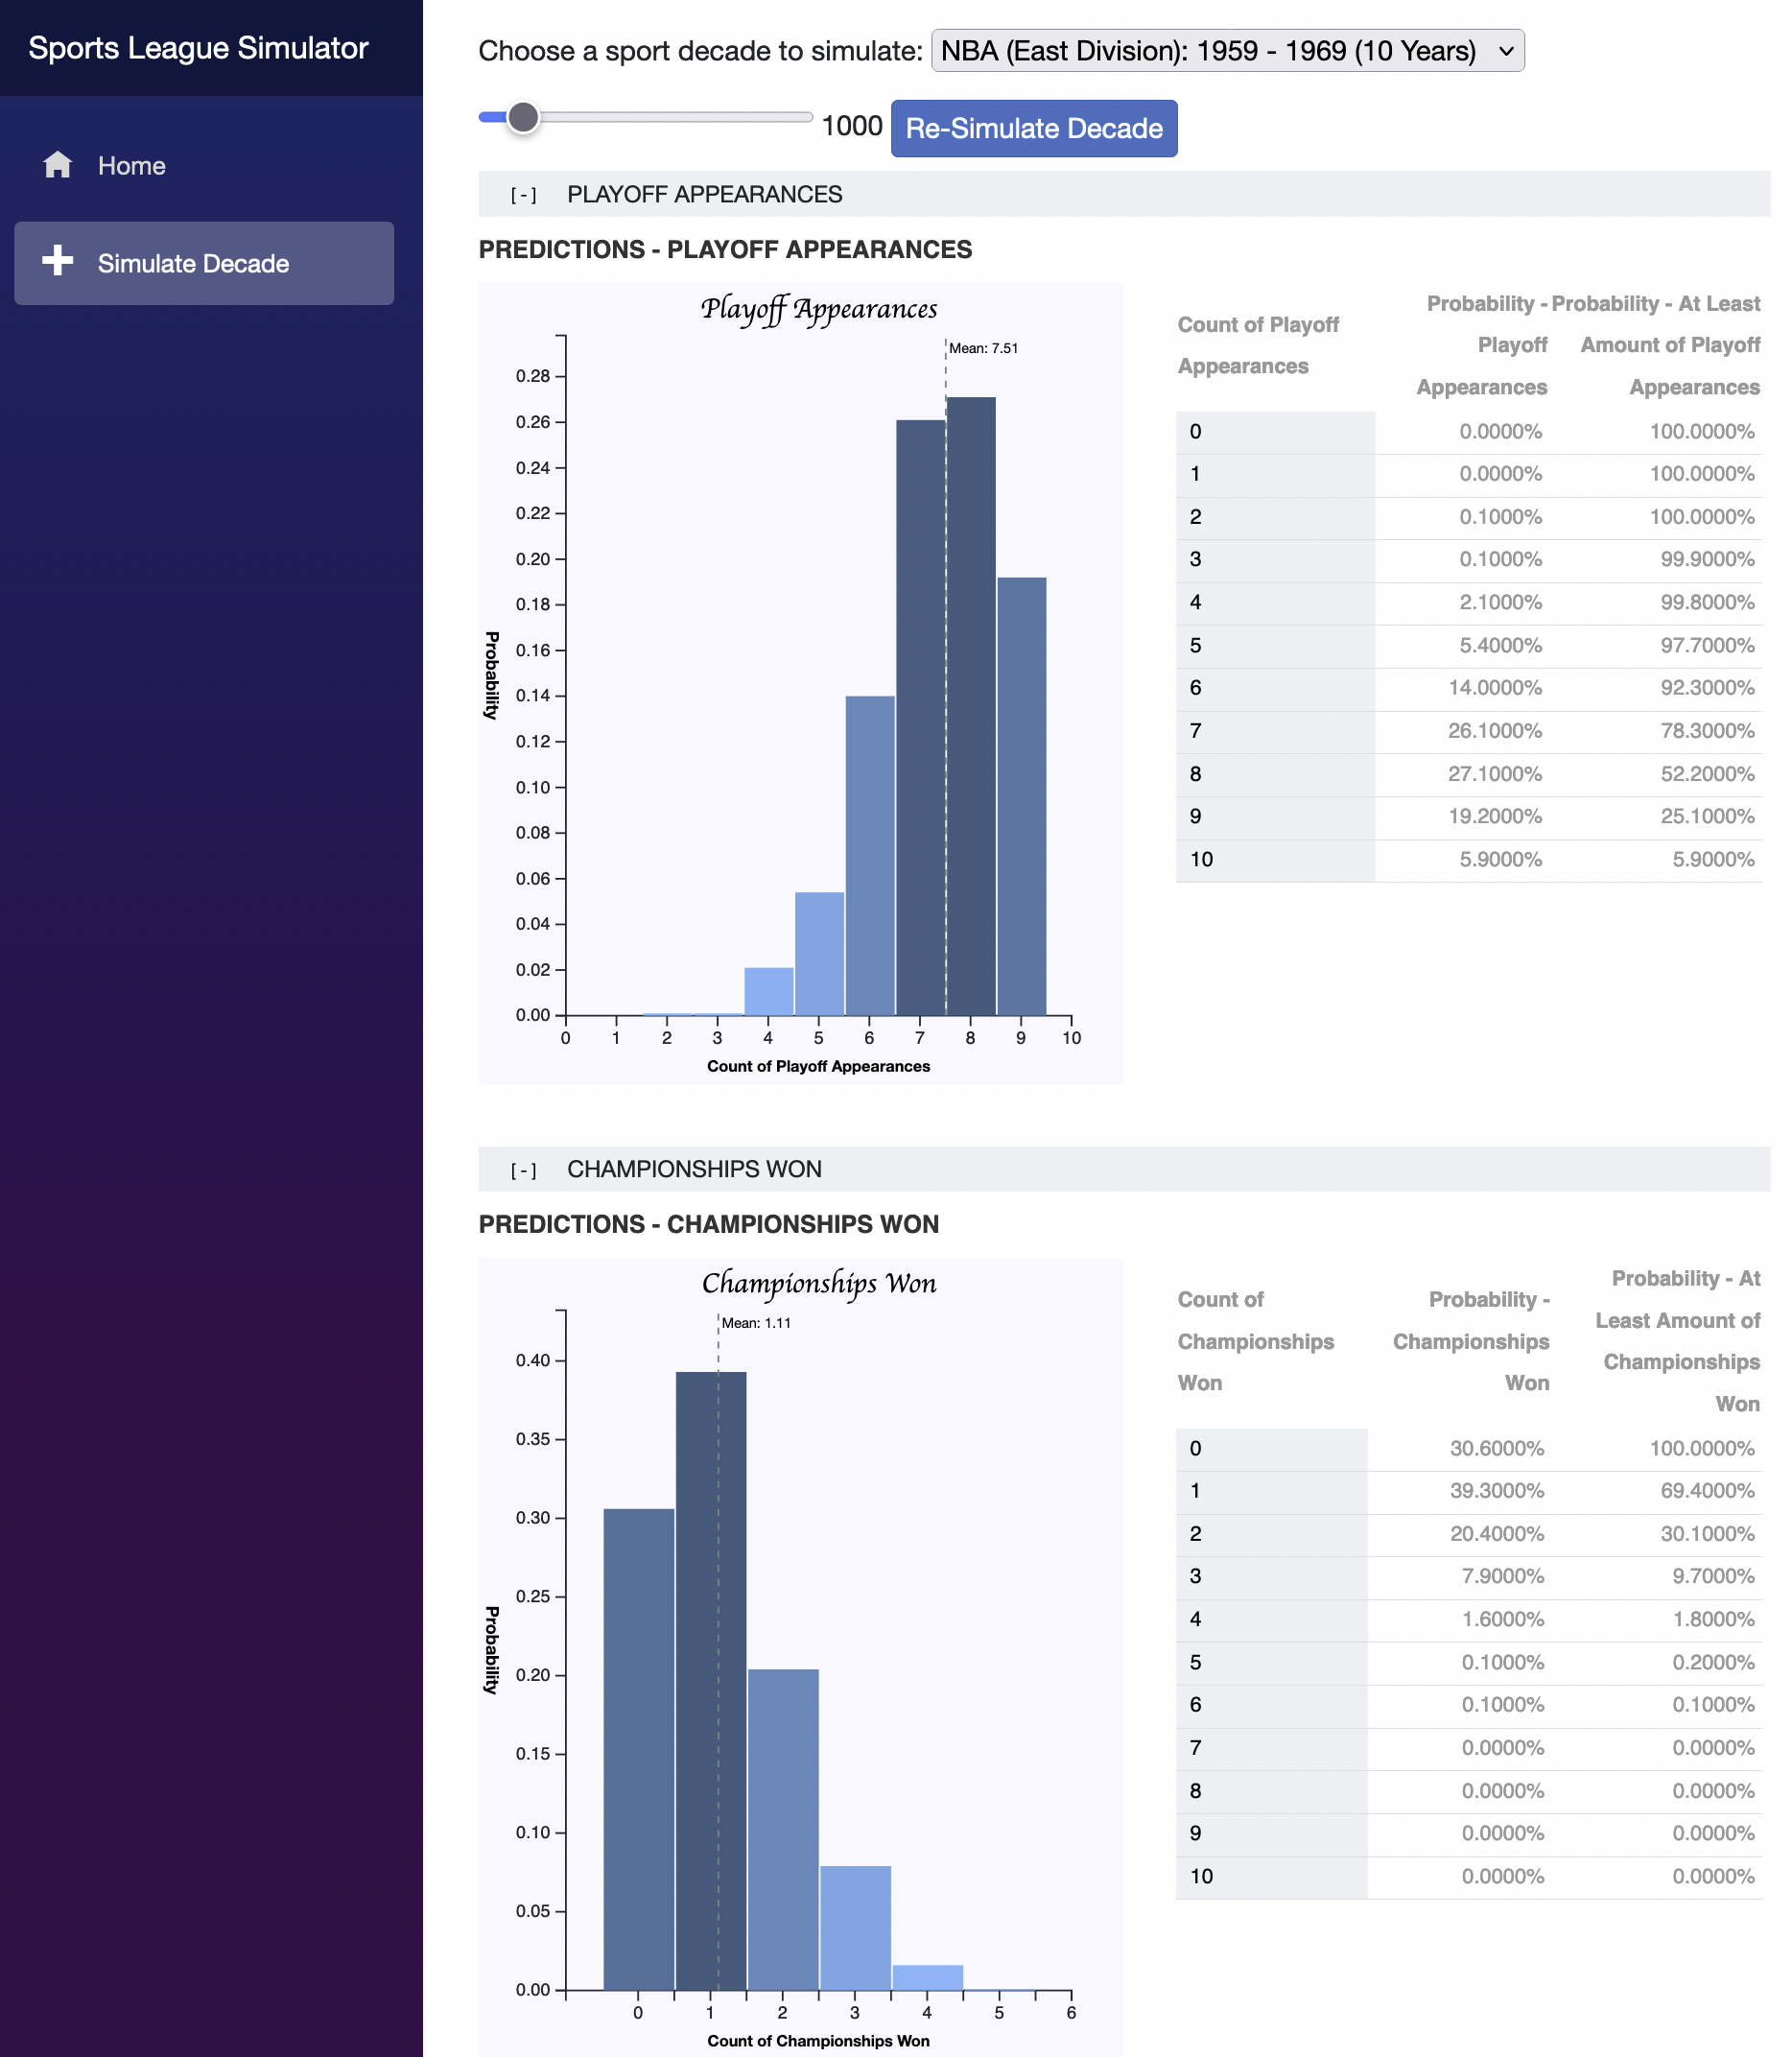 Sports League Simulator
Home
Simulate Decade
Choose a sport decade to simulate: NBA (East Division): 1959 - 1969 (10 Years)
1000 Re-Simulate Decade
[-] PLAYOFF APPEARANCES
PREDICTIONS - PLAYOFF APPEARANCES
Playoff Appearances
Mean: 7.51
0.28
0.26
0.24
0.22
0.20
0.18
0.16
0.14
0.12
0.10
0.08
0.06
0.04
0.02
0.00
Probability
0 1 2 3 4 5 6 7 8 9 10
Count of Playoff Appearances
Count of Playoff
Appearances
Probability -
Playoff
Appearances
Probability - At Least
Amount of Playoff
Appearances
0 0.0000% 100.0000%
1 0.0000% 100.0000%
2 0.1000% 100.0000%
3 0.1000% 99.9000%
4 2.1000% 99.8000%
5 5.4000% 97.7000%
6 14.0000% 92.3000%
7 26.1000% 78.3000%
8 27.1000% 52.2000%
9 19.2000% 25.1000%
10 5.9000% 5.9000%
[-] CHAMPIONSHIPS WON
PREDICTIONS - CHAMPIONSHIPS WON
Championships Won
Mean: 1.11
0.40
0.35
0.30
0.25
0.20
0.15
0.10
0.05
0.00
Probability
0 1 2 3 4 5 6
Count of Championships Won
Count of
Championships
Won
Probability -
Championships
Won
Probability - At
Least Amount of
Championships
Won
0 30.6000% 100.0000%
1 39.3000% 69.4000%
2 20.4000% 30.1000%
3 7.9000% 9.7000%
4 1.6000% 1.8000%
5 0.1000% 0.2000%
6 0.1000% 0.1000%
7 0.0000% 0.0000%
8 0.0000% 0.0000%
9 0.0000% 0.0000%
10 0.0000% 0.0000%